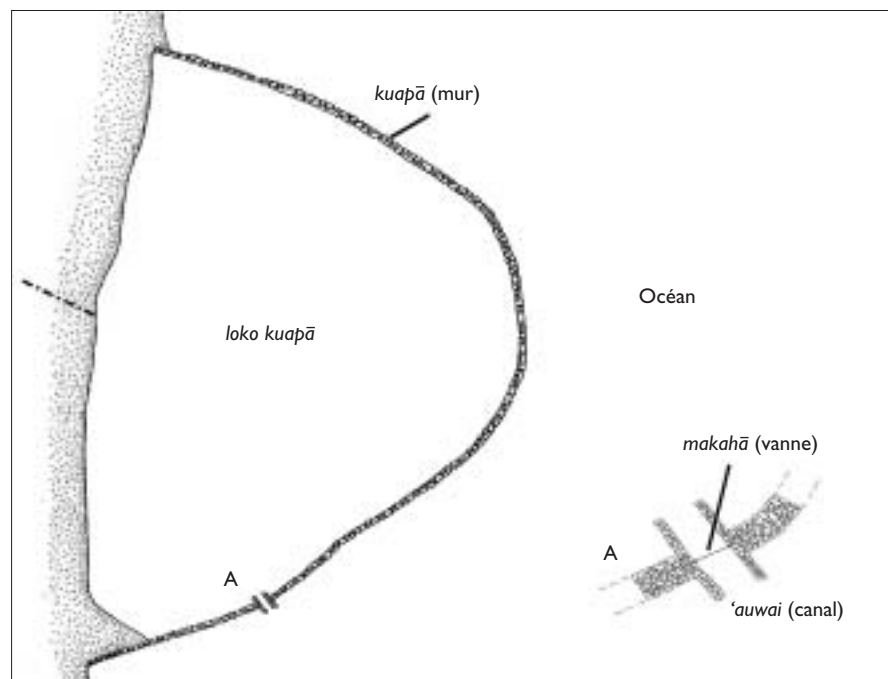 kuapā (mur)
Océan
loko kuapā
makahā (vanne)
A
A
‘auwai (canal)